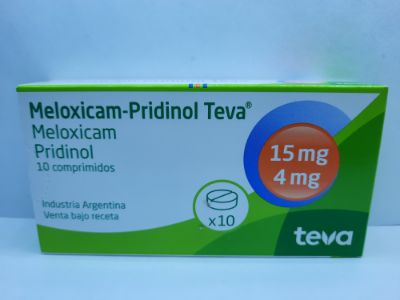 Meloxicam-Pridinol Teva®
Meloxicam
Pridinol
10 comprimidos
15 mg
4 mg
x10
Industria Argentina
Venta bajo receta
teva